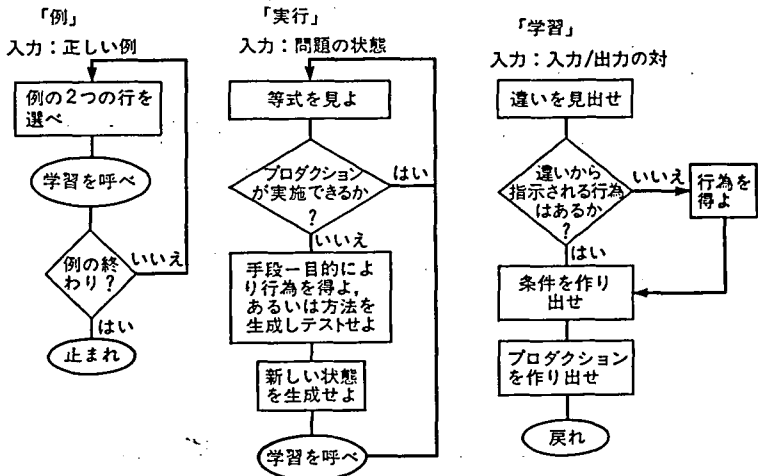 「例」
入力：正しい例
例の2つの行を
選べ
学習を呼べ
例の終
わり？
いいえ
はい
止まれ
「実行」
入力：問題の状態
等式を見よ
プロダクション
が実施できるか
？
はい
いいえ
手段ー目的によ
り行為を得よ，
あるいは方法を
生成しテストせよ
新しい状態
を生成せよ
学習を呼べ
「学習」
入力：入力/出力の対
違いを見出せ
違いから
指示される行為
はあるか
？
いいえ
行為を
得よ
はい
条件を作り
出せ
プロダクション
を作り出せ
戻れ